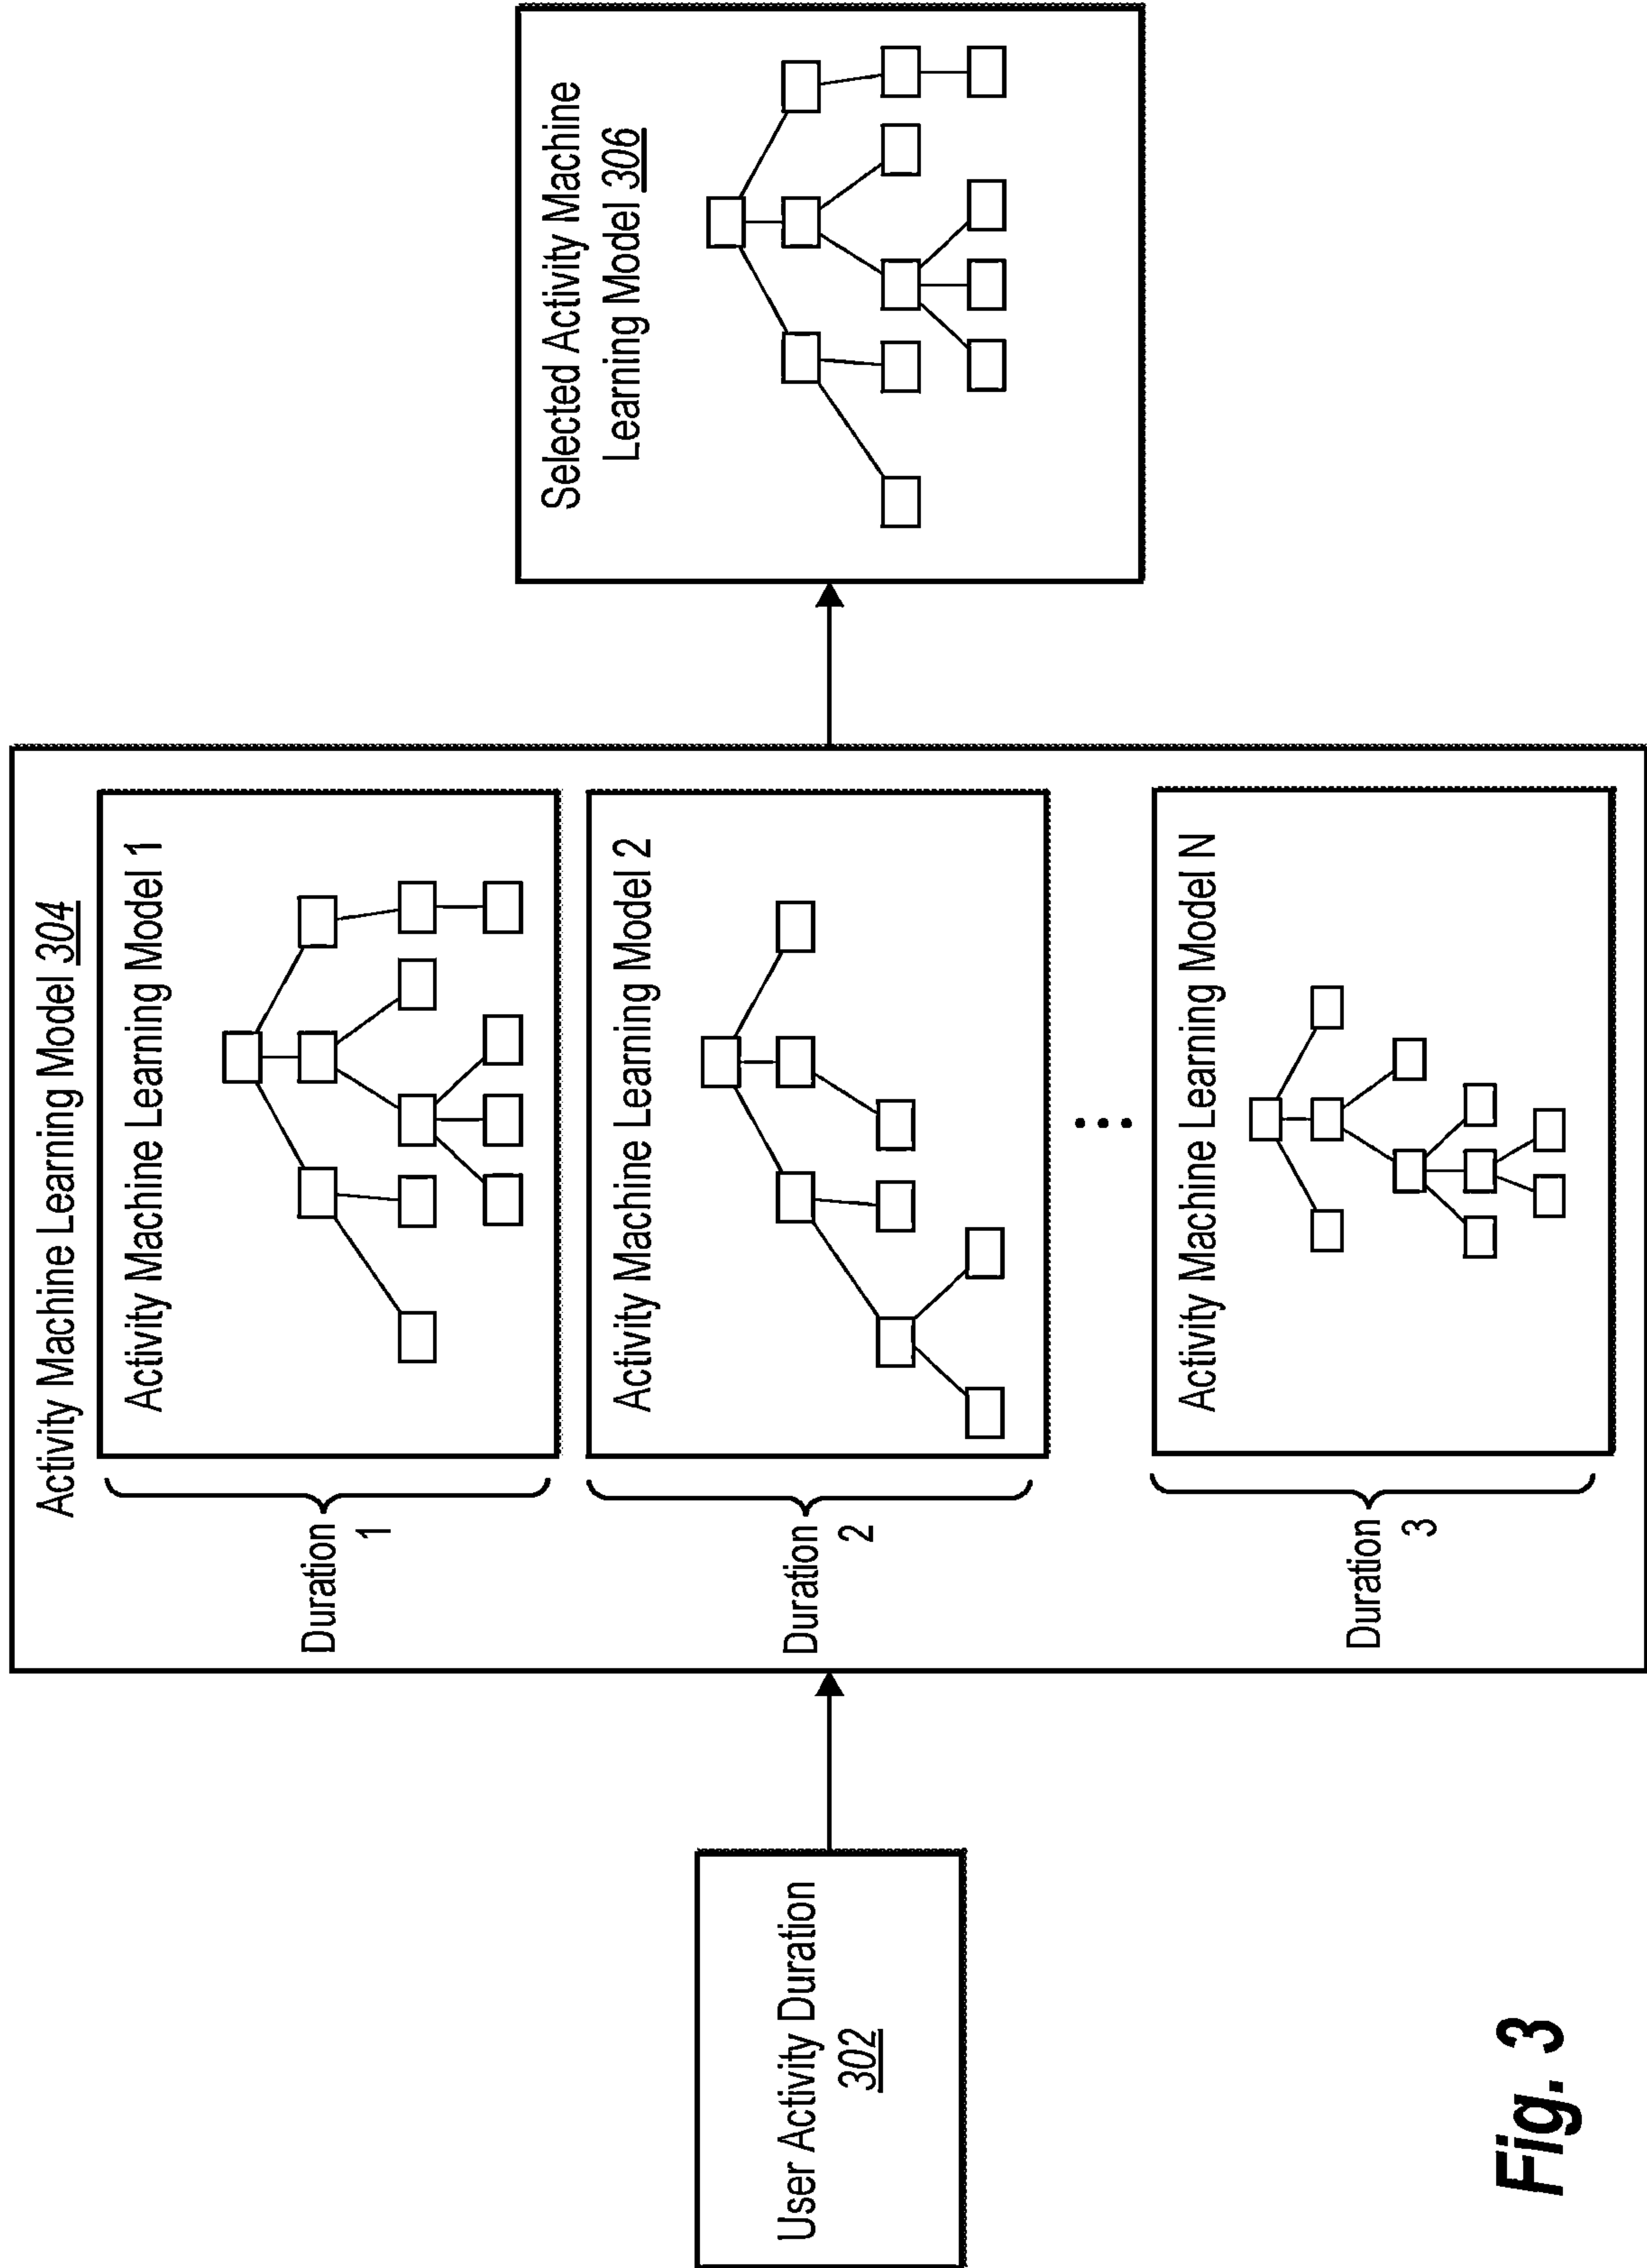 User Activity Duration
302
Activity Machine Learning Model 304
Duration
1
Activity Machine Learning Model 1
Duration
2
Activity Machine Learning Model 2
Duration
3
Activity Machine Learning Model N
Selected Activity Machine
Learning Model 306
Fig. 3